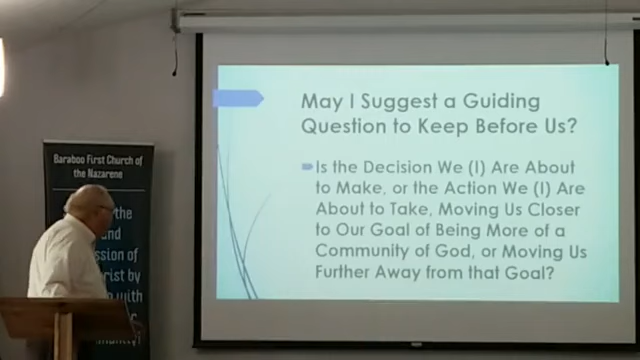 May I Suggest a Guiding
Question to Keep Before Us?
Is the Decision We (I) Are About
to Make, or the Action We (I) Are
About to Take, Moving Us Closer
to Our Goal of Being More of a
Community of God, or Moving Us
Further Away from that Goal?
Baraboo First Church of
the Nazarene
the
ssion of
rist by
with